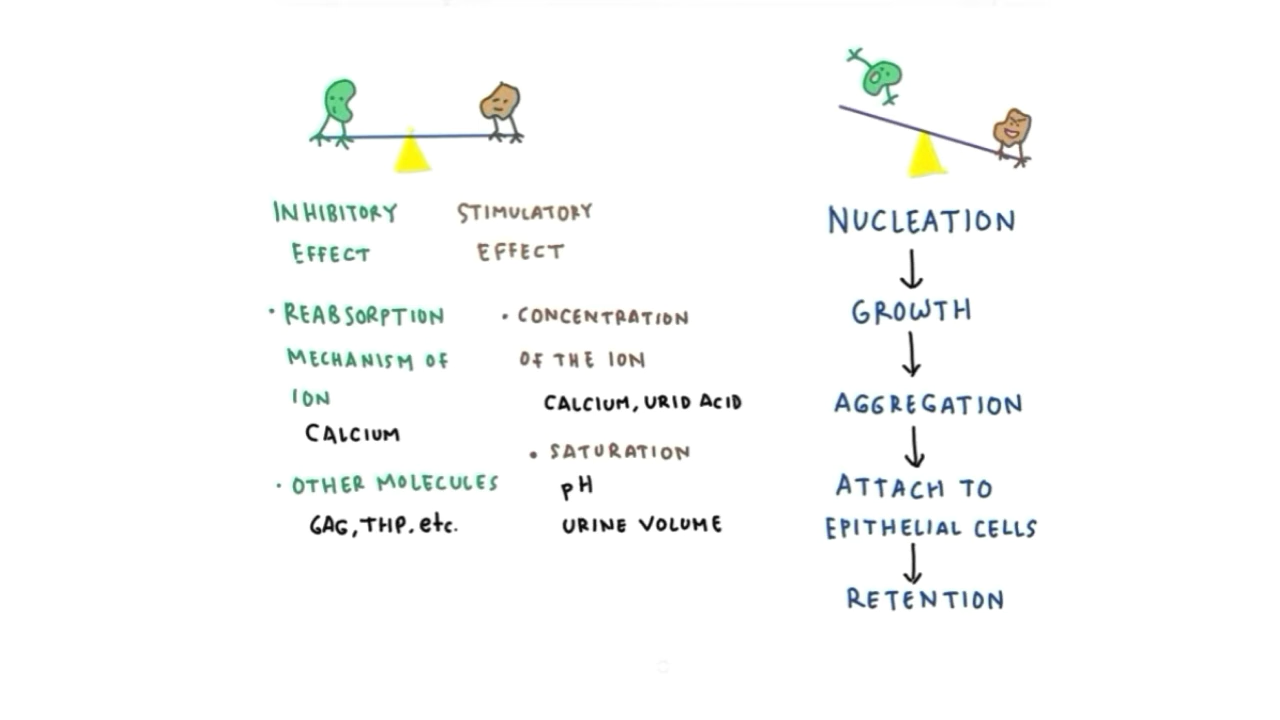 INHIBITORY
EFFECT
• REABSORPTION
MECHANISM OF
ION
CALCIUM
• OTHER MOLECULES
GAG, THP, etc.
STIMULATORY
EFFECT
• CONCENTRATION
OF THE ION
CALCIUM, URID ACID
• SATURATION
pH
URINE VOLUME
NUCLEATION
GROWTH
AGGREGATION
ATTACH TO
EPITHELIAL CELLS
RETENTION